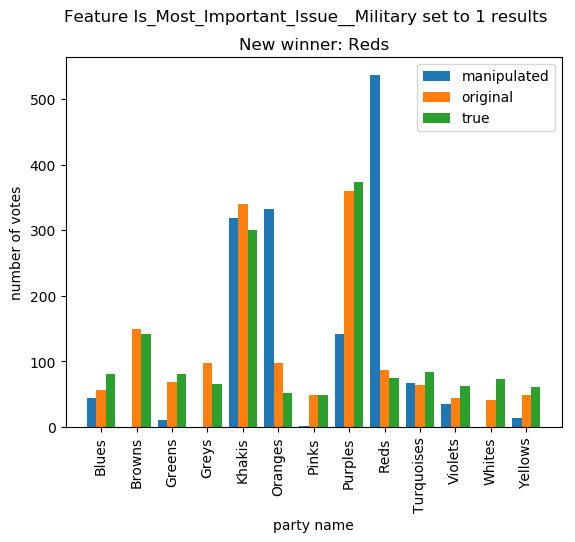 Feature Is_Most_Important_Issue__Military set to 1 results
New winner: Reds
manipulated
original
true
number of votes
500
400
300
200
100
0
Blues
Browns
Greens
Greys
Khakis
Oranges
Pinks
Purples
Reds
Turquoises
Violets
Whites
Yellows
party name